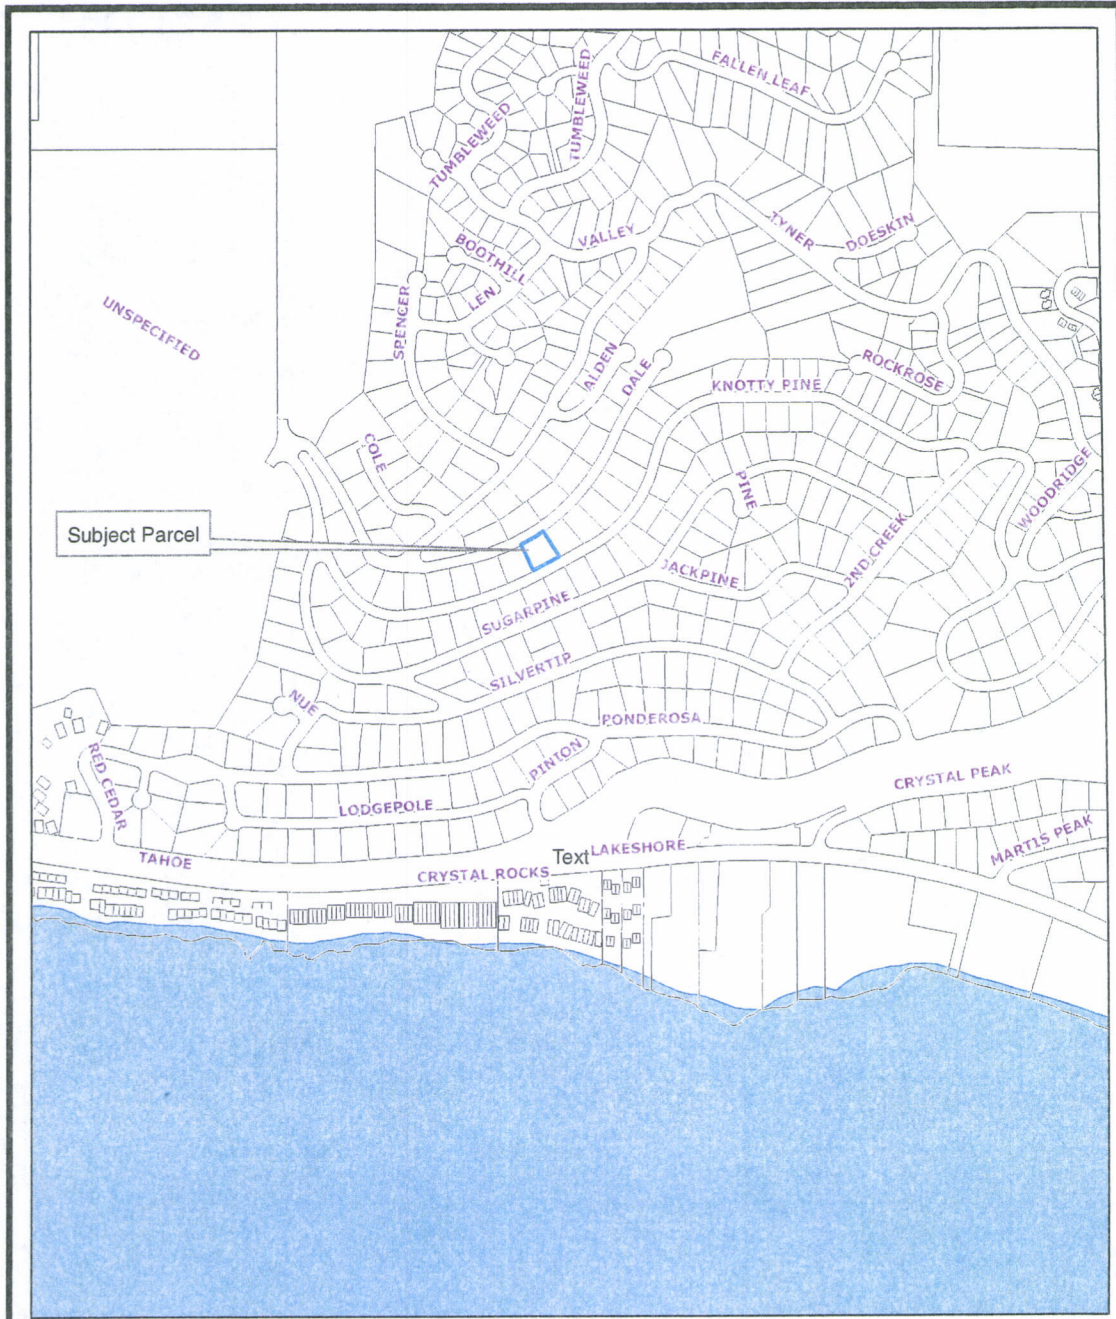 FALLEN LEAF
TUMBLEWEED
TUMBLEWEED
VALLEY
TYNER
DOESKIN
BOOTHILL
LEN
SPENCER
UNSPECIFIED
ALDEN
DALE
KNOTTY PINE
ROCKROSE
COLE
PINE
WOODRIDGE
Subject Parcel
2ND CREEK
JACKPINE
SUGARPINE
SILVERTIP
NIJE
PONDEROSA
PINION
RED CEDAR
CRYSTAL PEAK
LODGEPOLE
MARTIS PEAK
LAKESHORE
Text
TAHOE
CRYSTAL ROCKS